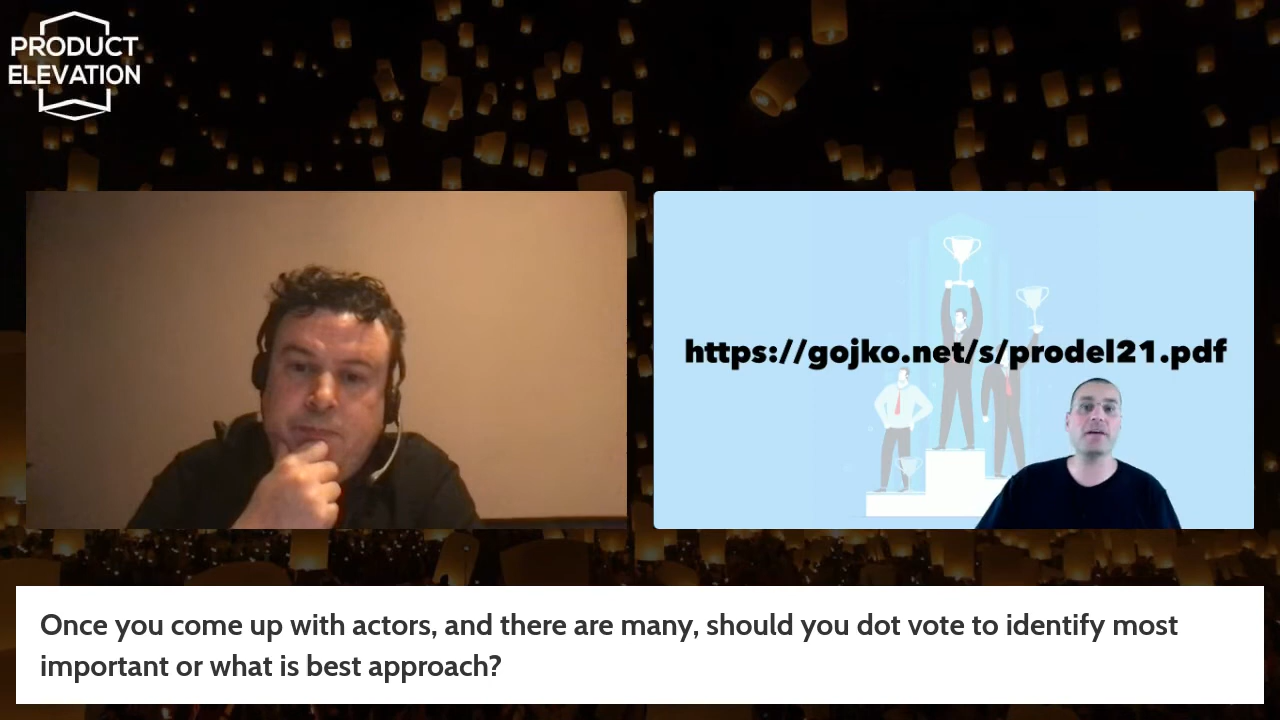 PRODUCT
ELEVATION
https://gojko.net/s/prodel21.pdf
Once you come up with actors, and there are many, should you dot vote to identify most
important or what is best approach?